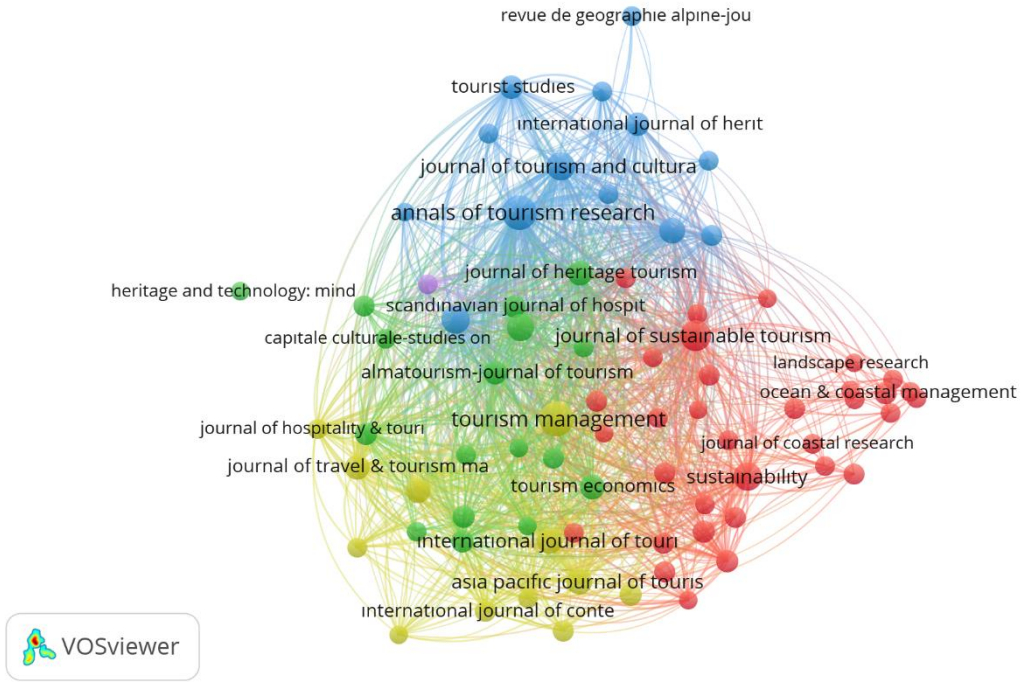 revue de geographie alpine-jou
tourist studies
international journal of herit
journal of tourism and cultura
annals of tourism research
journal of heritage tourism
heritage and technology: mind
scandinavian journal of hospit
capitale culturale-studies on
journal of sustainable tourism
landscape research
almatourism-journal of tourism
ocean & coastal management
tourism management
journal of hospitality & touri
journal of coastal research
journal of travel & tourism ma
sustainability
tourism economics
international journal of touri
asia pacific journal of touris
international journal of conte
VOSviewer